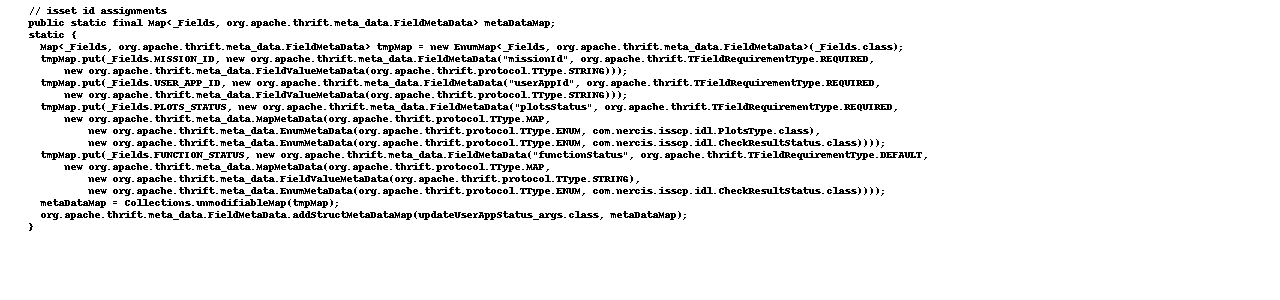 // isset id assignments
public static final Map<_Fields, org.apache.thrift.meta_data.FieldMetaData> metaDataMap;
static {
  Map<_Fields, org.apache.thrift.meta_data.FieldMetaData> tmpMap = new EnumMap<_Fields, org.apache.thrift.meta_data.FieldMetaData>(_Fields.class);
  tmpMap.put(_Fields.MISSION_ID, new org.apache.thrift.meta_data.FieldMetaData("missionId", org.apache.thrift.TFieldRequirementType.REQUIRED,
      new org.apache.thrift.meta_data.FieldValueMetaData(org.apache.thrift.protocol.TType.STRING)));
  tmpMap.put(_Fields.USER_APP_ID, new org.apache.thrift.meta_data.FieldMetaData("userAppId", org.apache.thrift.TFieldRequirementType.REQUIRED,
      new org.apache.thrift.meta_data.FieldValueMetaData(org.apache.thrift.protocol.TType.STRING)));
  tmpMap.put(_Fields.PLOTS_STATUS, new org.apache.thrift.meta_data.FieldMetaData("plotsStatus", org.apache.thrift.TFieldRequirementType.REQUIRED,
      new org.apache.thrift.meta_data.MapMetaData(org.apache.thrift.protocol.TType.MAP,
          new org.apache.thrift.meta_data.EnumMetaData(org.apache.thrift.protocol.TType.ENUM, com.nercis.isscp.idl.PlotsType.class),
          new org.apache.thrift.meta_data.EnumMetaData(org.apache.thrift.protocol.TType.ENUM, com.nercis.isscp.idl.CheckResultStatus.class))));
  tmpMap.put(_Fields.FUNCTION_STATUS, new org.apache.thrift.meta_data.FieldMetaData("functionStatus", org.apache.thrift.TFieldRequirementType.DEFAULT,
      new org.apache.thrift.meta_data.MapMetaData(org.apache.thrift.protocol.TType.MAP,
          new org.apache.thrift.meta_data.FieldValueMetaData(org.apache.thrift.protocol.TType.STRING),
          new org.apache.thrift.meta_data.EnumMetaData(org.apache.thrift.protocol.TType.ENUM, com.nercis.isscp.idl.CheckResultStatus.class))));
  metaDataMap = Collections.unmodifiableMap(tmpMap);
  org.apache.thrift.meta_data.FieldMetaData.addStructMetaDataMap(updateUserAppStatus_args.class, metaDataMap);
}